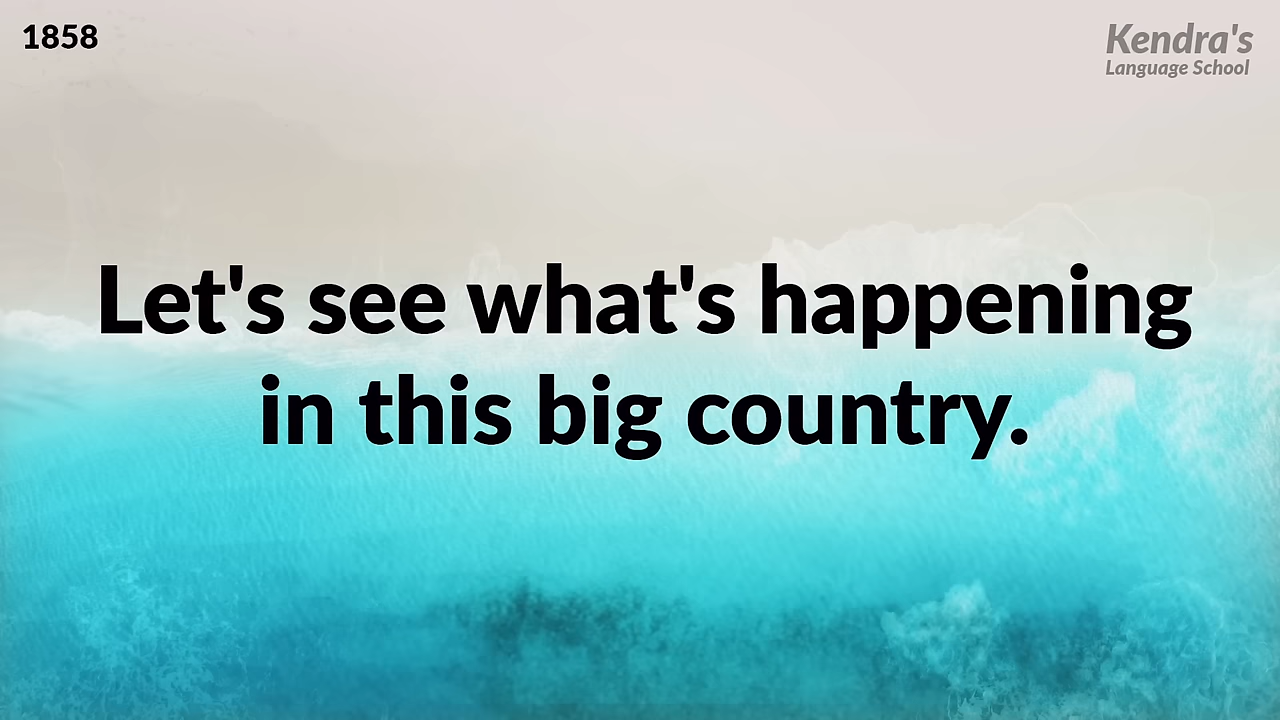 1858
Kendra's
Language School
Let's see what's happening
in this big country.